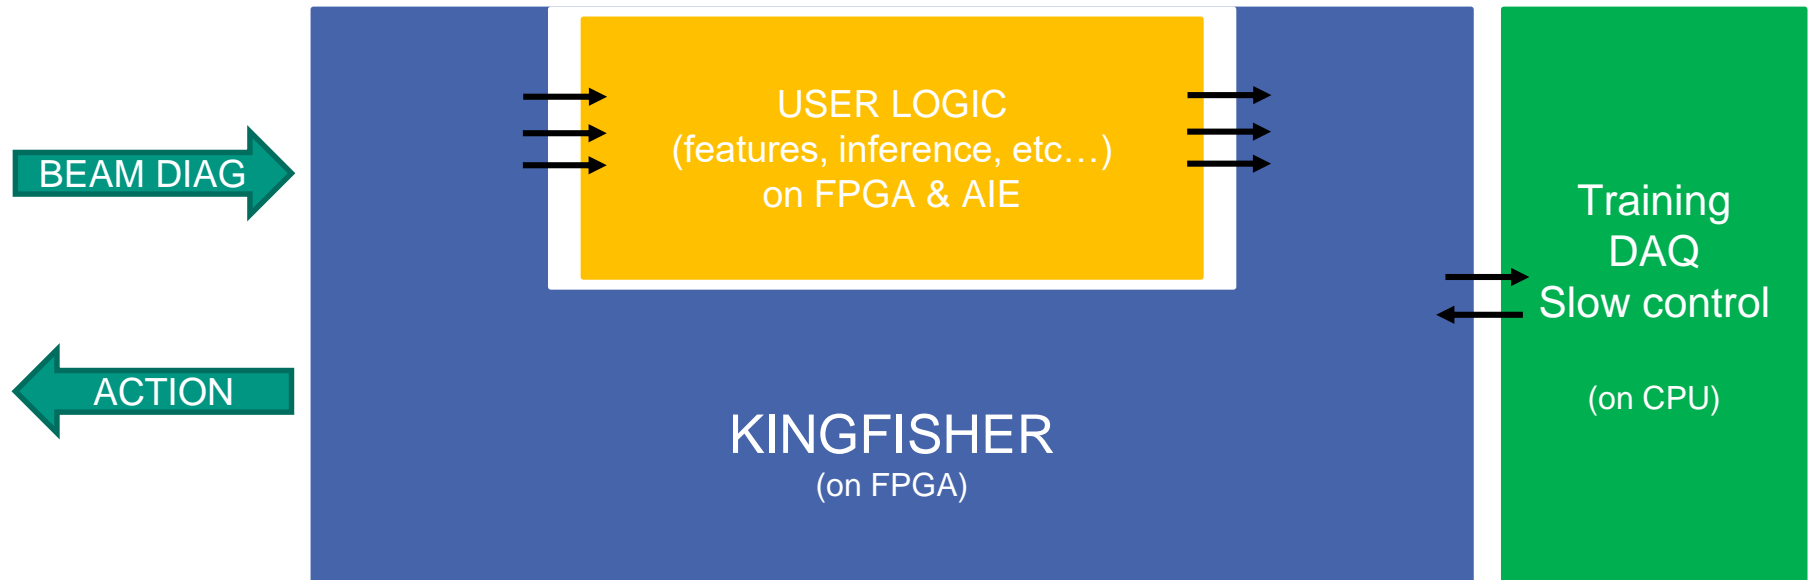 BEAM DIAG
ACTION
USER LOGIC
(features, inference, etc…)
on FPGA & AIE
KINGFISHER
(on FPGA)
Training
DAQ
Slow control
(on CPU)